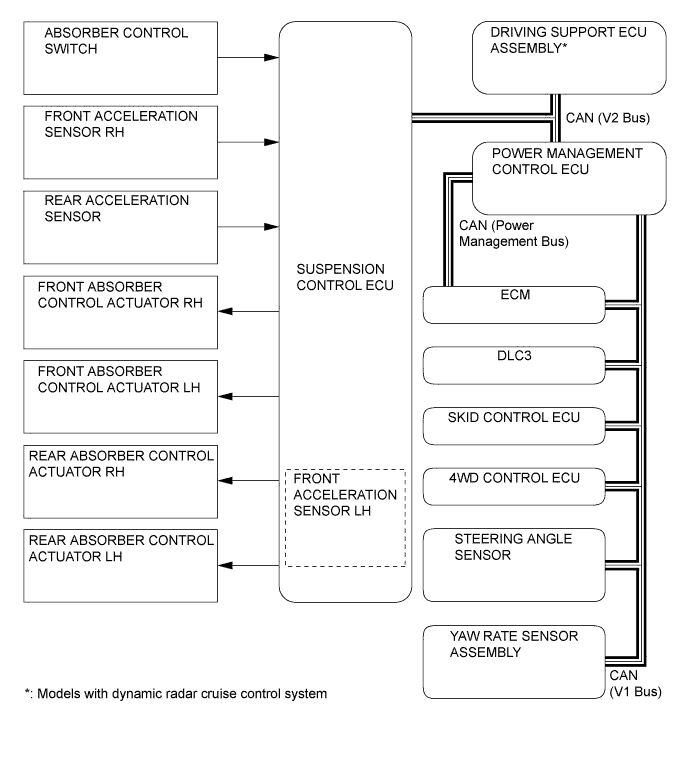 ABSORBER CONTROL
SWITCH
FRONT ACCELERATION
SENSOR RH
REAR ACCELERATION
SENSOR
FRONT ABSORBER
CONTROL ACTUATOR RH
FRONT ABSORBER
CONTROL ACTUATOR LH
REAR ABSORBER CONTROL
ACTUATOR RH
REAR ABSORBER CONTROL
ACTUATOR LH
SUSPENSION
CONTROL ECU
FRONT
ACCELERATION
SENSOR LH
DRIVING SUPPORT ECU
ASSEMBLY*
CAN (V2 Bus)
POWER MANAGEMENT
CONTROL ECU
CAN (Power
Management Bus)
ECM
DLC3
SKID CONTROL ECU
4WD CONTROL ECU
STEERING ANGLE
SENSOR
YAW RATE SENSOR
ASSEMBLY
CAN
(V1 Bus)
*: Models with dynamic radar cruise control system